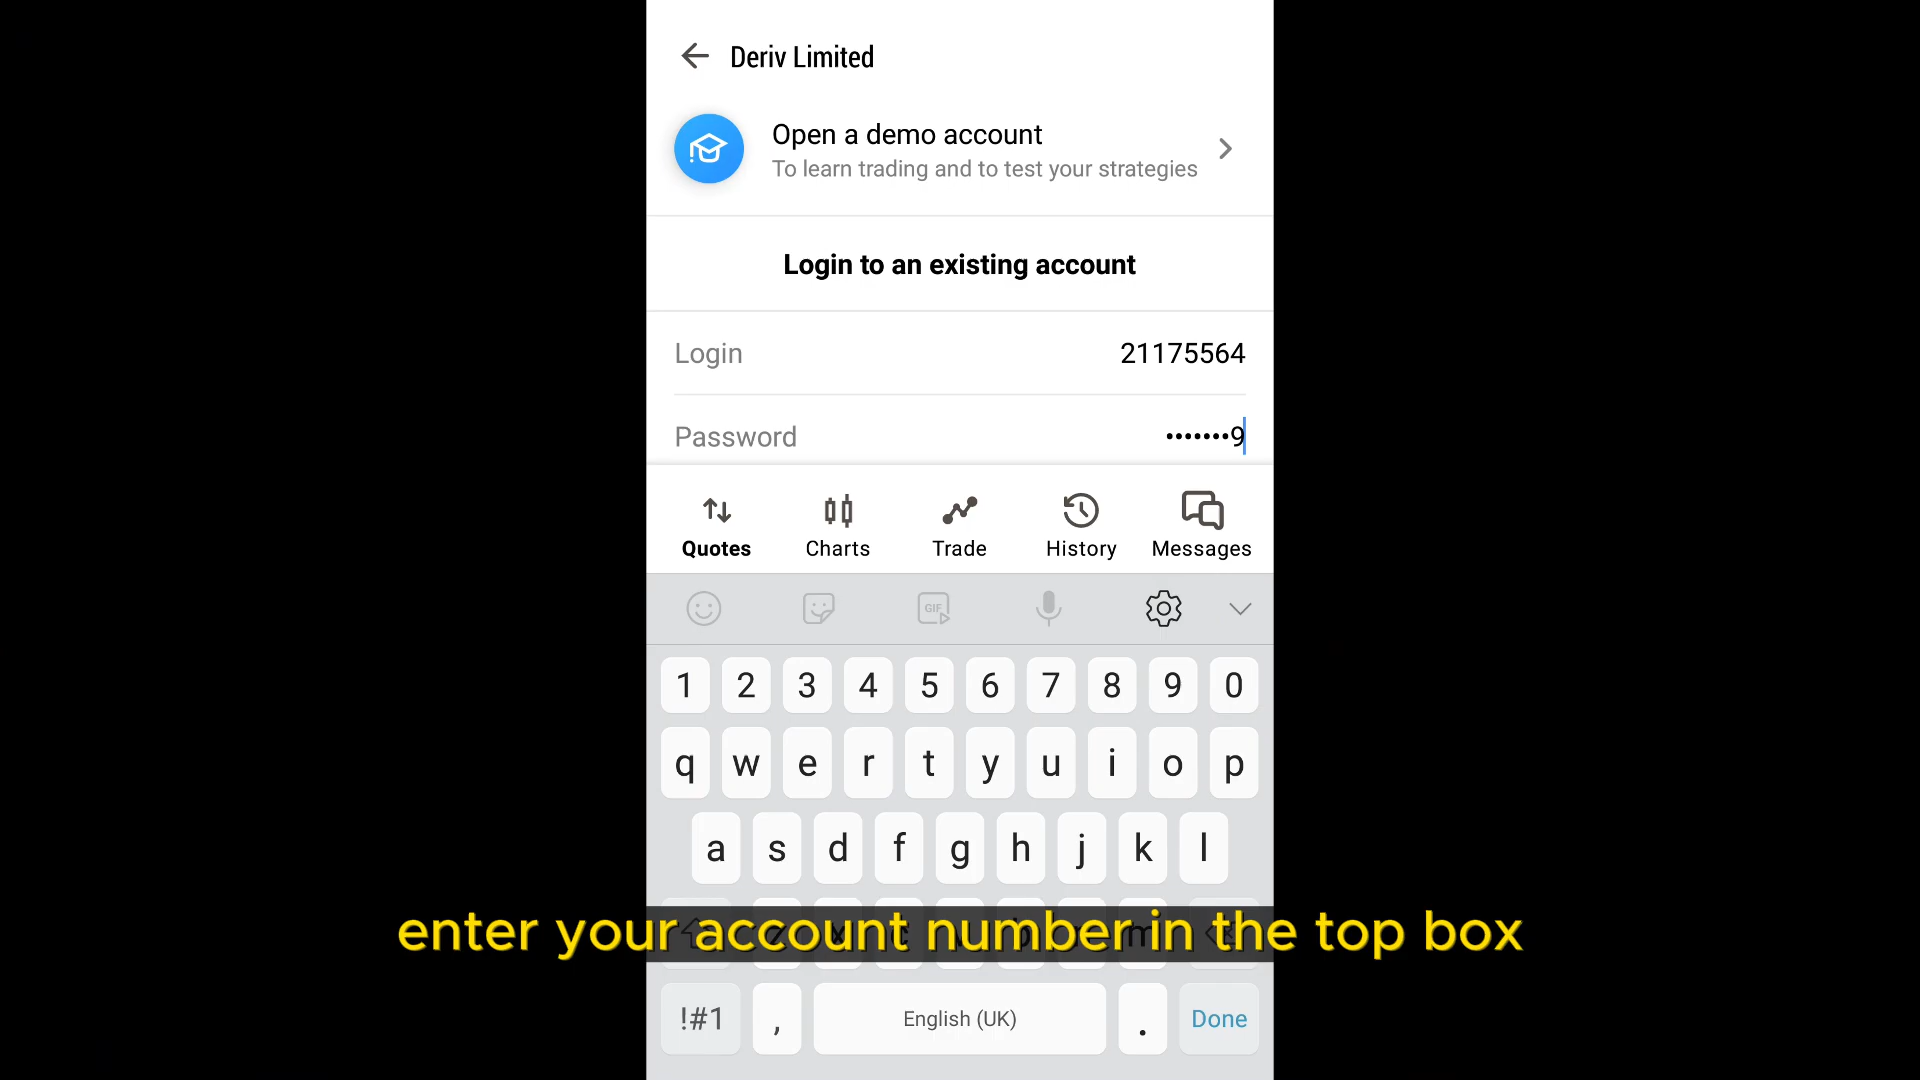 Deriv Limited
Open a demo account
To learn trading and to test your strategies
Login to an existing account
Login 21175564
Password •••••••9
Quotes Charts Trade History Messages
GIF
1 2 3 4 5 6 7 8 9 0
q w e r t y u i o p
a s d f g h j k l
enter your account number in the top box
!#1 , English (UK) . Done